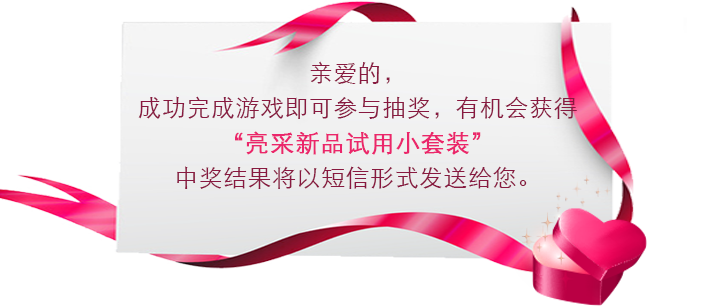 亲爱的，
成功完成游戏即可参与抽奖，有机会获得
“亮采新品试用小套装”
中奖结果将以短信形式发送给您。